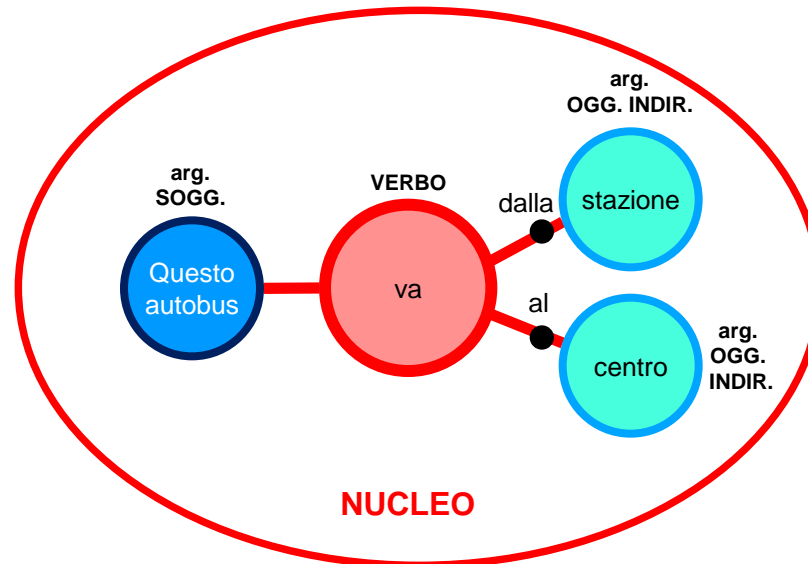 arg.
OGG. INDIR.
arg.
SOGG.
VERBO
dalla
stazione
Questo
autobus
va
al
centro
arg.
OGG.
INDIR.
NUCLEO